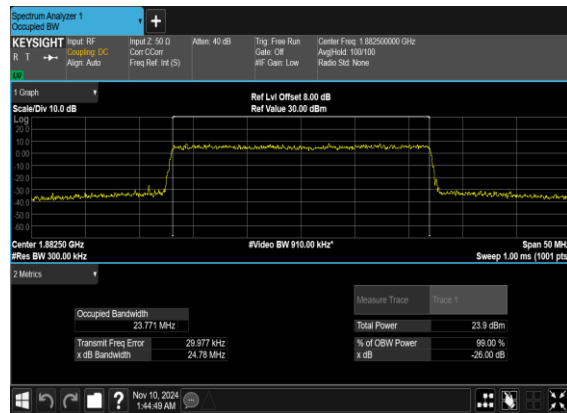 Spectrum Analyzer 1
Occupied BW
+
KEYSIGHT Input: RF Input Z: 50 Ω Atten: 40 dB Trig: Free Run Center Freq: 1.882500000 GHz
R T Coupling: DC Corr CCorr Gate: Off Avg|Hold: 100/100
Align: Auto Freq Ref: Int (S) #IF Gain: Low Radio Std: None
1 Graph
Ref Lvl Offset 8.00 dB
Scale/Div 10.0 dB Ref Value 30.00 dBm
Log
20.0
10.0
0.00
-10.0
-20.0
-30.0
-40.0
-50.0
-60.0
Center 1.88250 GHz #Video BW 910.00 kHz* Span 50 MHz
#Res BW 300.00 kHz Sweep 1.00 ms (1001 pts
2 Metrics
Measure Trace Trace 1
Occupied Bandwidth
23.771 MHz Total Power 23.9 dBm
Transmit Freq Error 29.977 kHz % of OBW Power 99.00 %
x dB Bandwidth 24.78 MHz x dB -26.00 dB
? Nov 10, 2024
1:44:49 AM